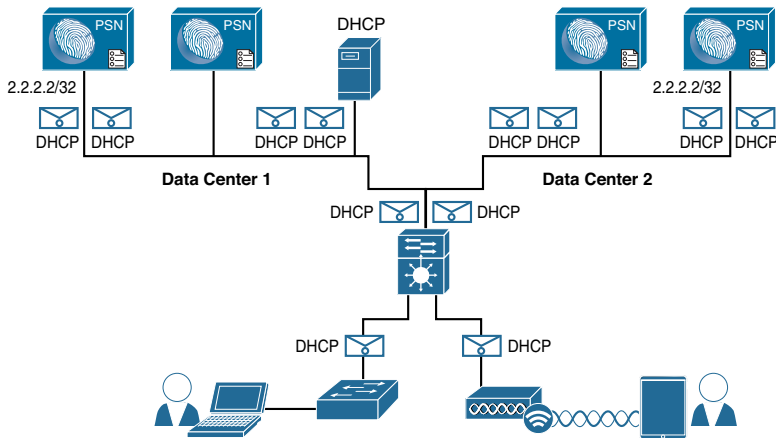 PSN
PSN
DHCP
PSN
PSN
2.2.2.2/32
2.2.2.2/32
DHCP DHCP
DHCP DHCP
DHCP DHCP
DHCP DHCP
Data Center 1
Data Center 2
DHCP
DHCP
DHCP
DHCP